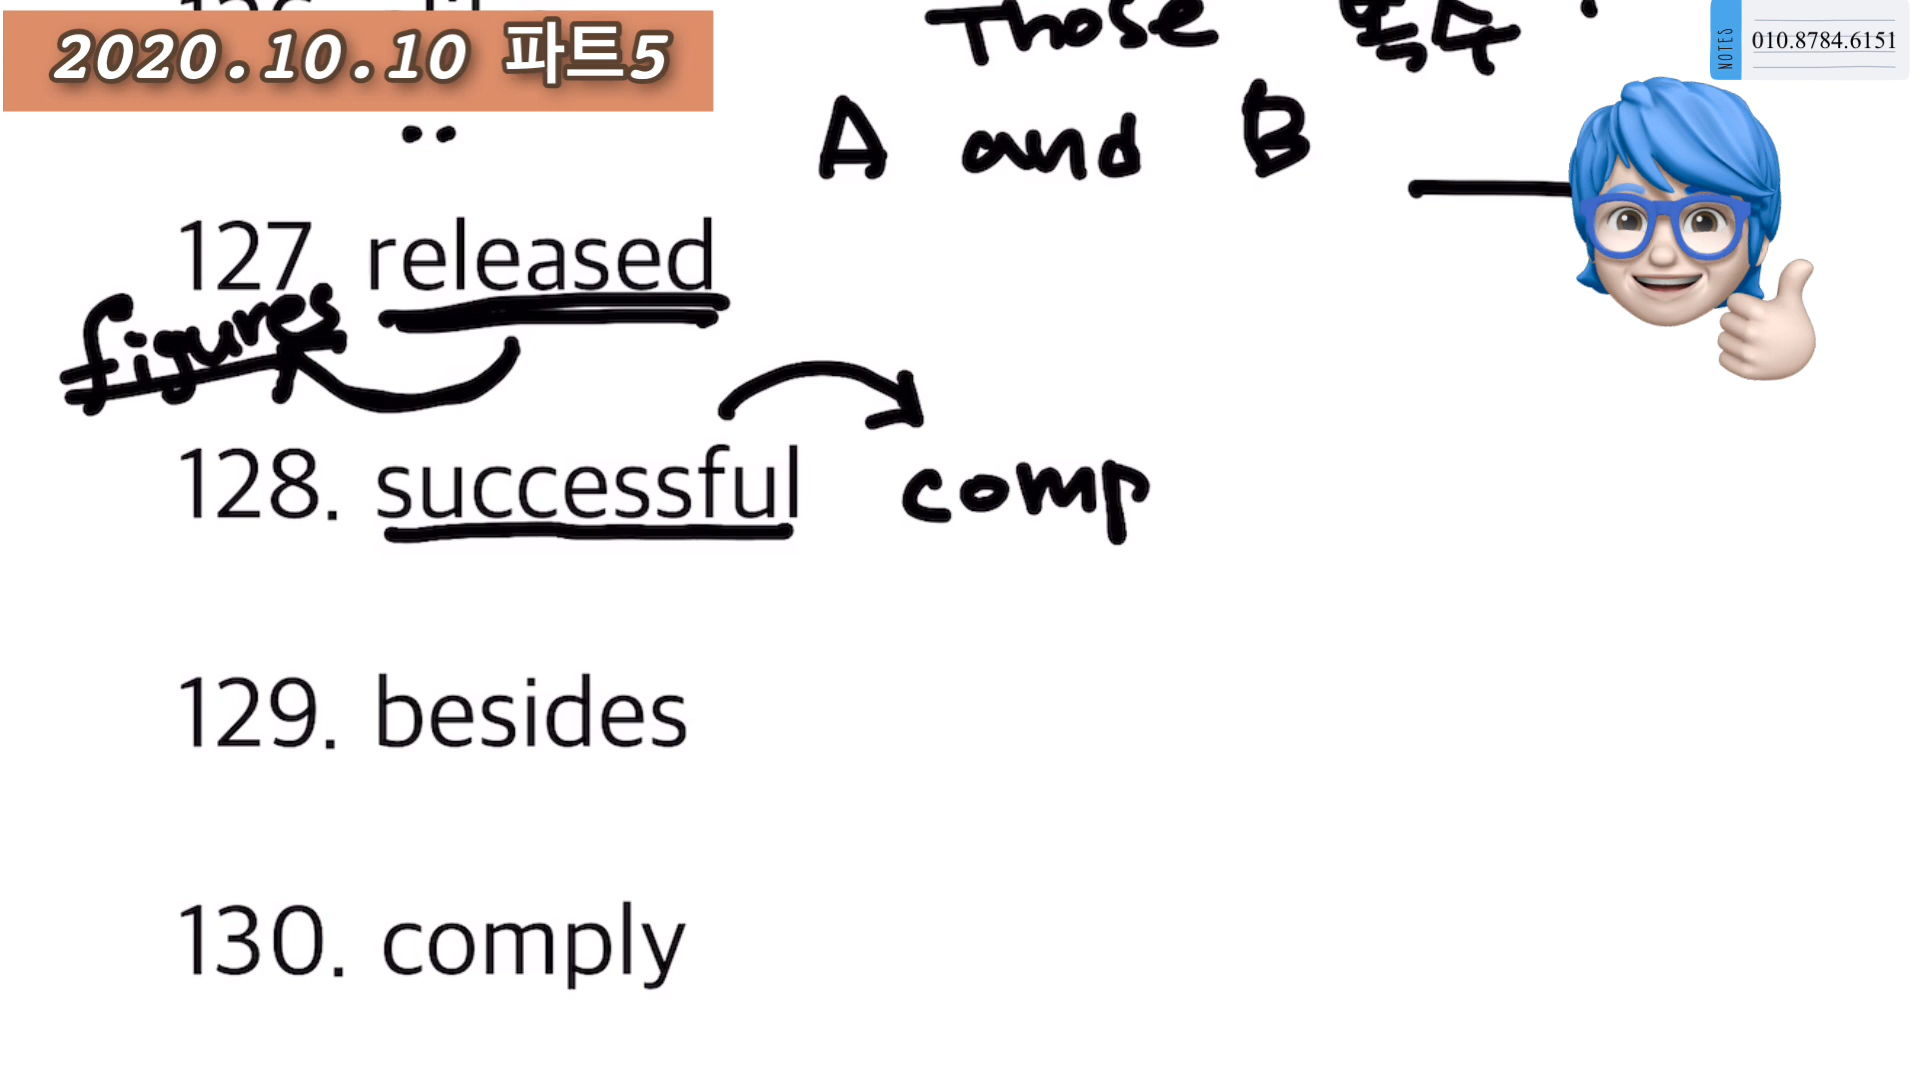 2020.10.10 파트5
Those 복수
NOTES
010.8784.6151
A and B
127. released
figures
128. successful comp
129. besides
130. comply